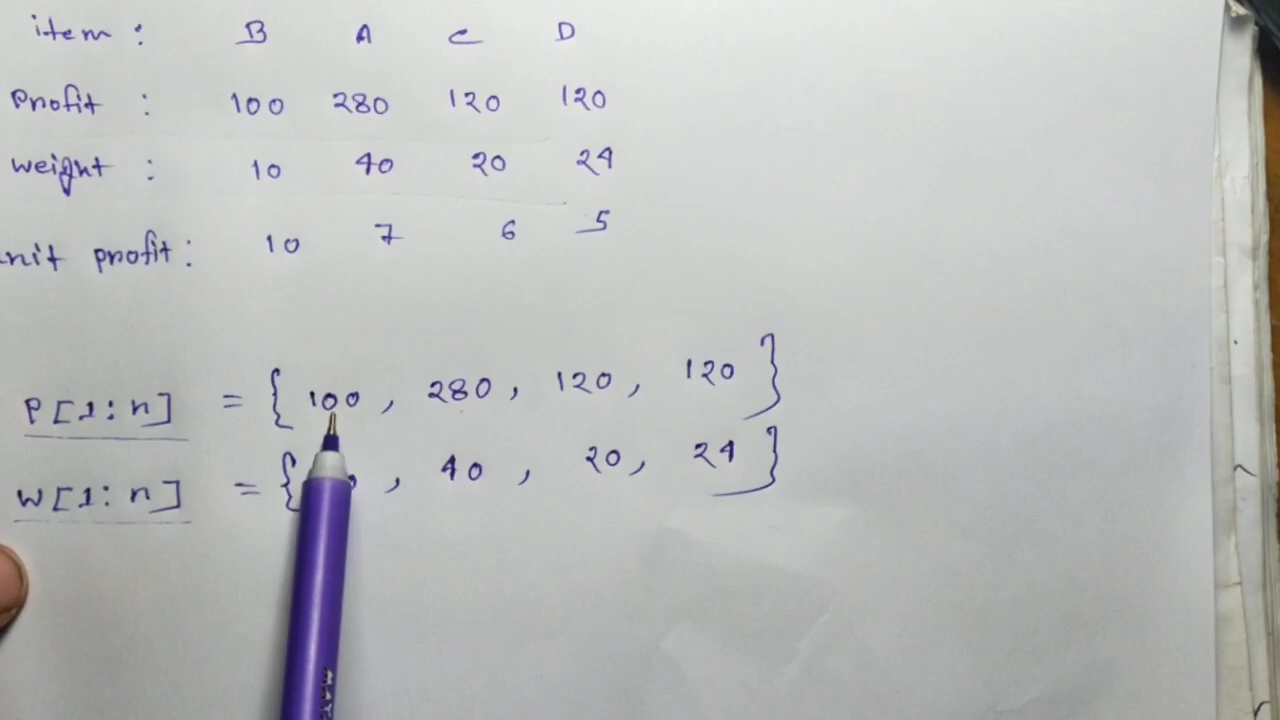 item : B A C D
Profit : 100 280 120 120
weight : 10 40 20 24
nit profit : 10 7 6 5
P[1:n] = { 100 , 280 , 120 , 120 }
W[1:n] = { , 40 , 20 , 24 }